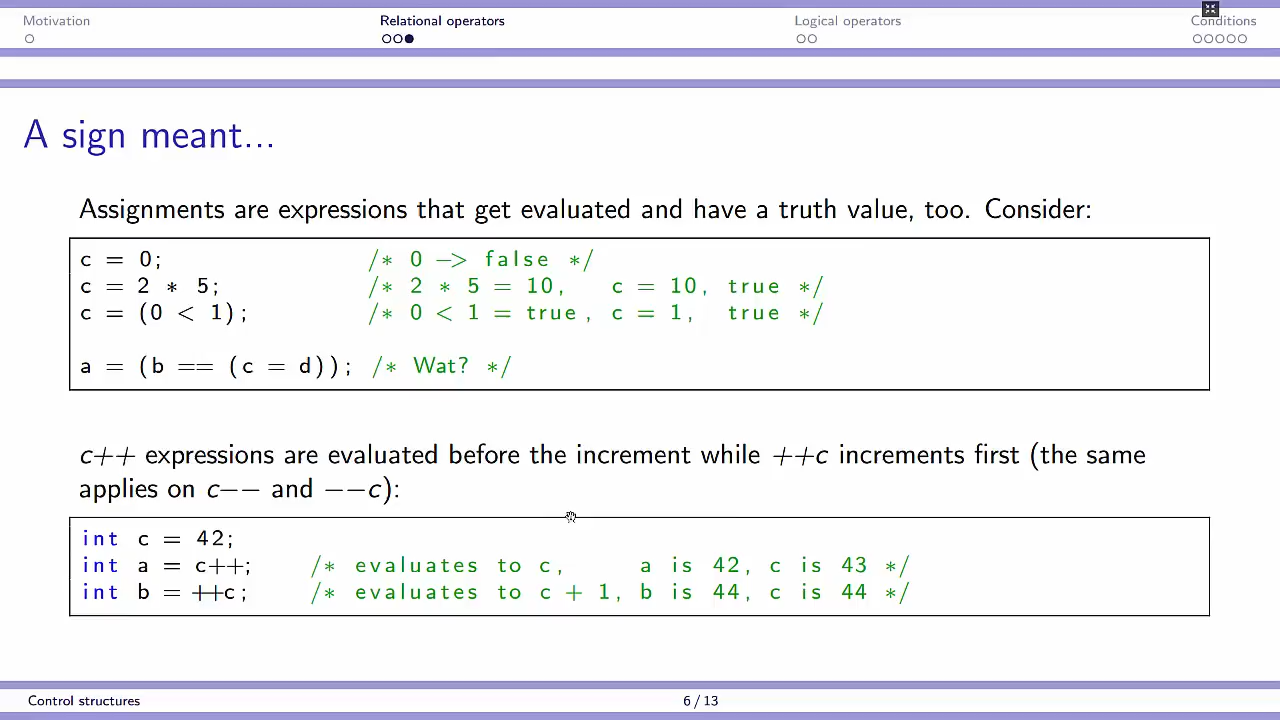 Motivation Relational operators Logical operators Conditions
A sign meant...
Assignments are expressions that get evaluated and have a truth value, too. Consider:
c = 0; /* 0 -> false */
c = 2 * 5; /* 2 * 5 = 10, c = 10, true */
c = (0 < 1); /* 0 < 1 = true, c = 1, true */
a = (b == (c = d)); /* Wat? */
c++ expressions are evaluated before the increment while ++c increments first (the same
applies on c-- and --c):
int c = 42;
int a = c++; /* evaluates to c, a is 42, c is 43 */
int b = ++c; /* evaluates to c + 1, b is 44, c is 44 */
Control structures 6 / 13